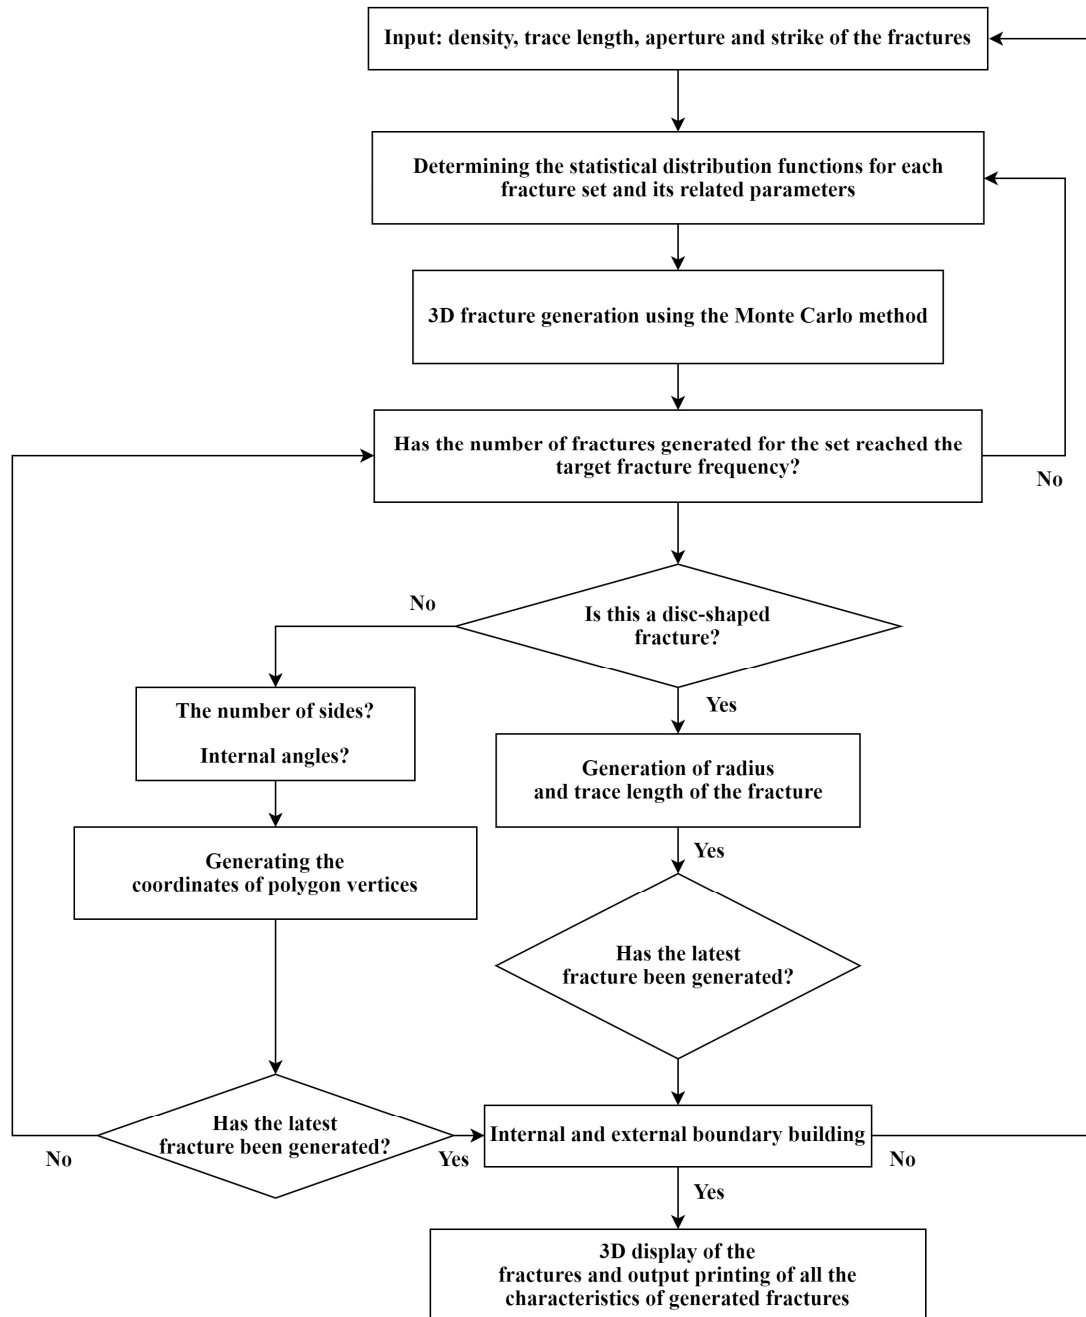 Input: density, trace length, aperture and strike of the fractures
Determining the statistical distribution functions for each
fracture set and its related parameters
3D fracture generation using the Monte Carlo method
Has the number of fractures generated for the set reached the
target fracture frequency?
No
No
Is this a disc-shaped
fracture?
Yes
The number of sides?
Internal angles?
Generation of radius
and trace length of the fracture
Yes
Generating the
coordinates of polygon vertices
Has the latest
fracture been generated?
Has the latest
fracture been generated?
No
Yes
Internal and external boundary building
No
Yes
3D display of the
fractures and output printing of all the
characteristics of generated fractures